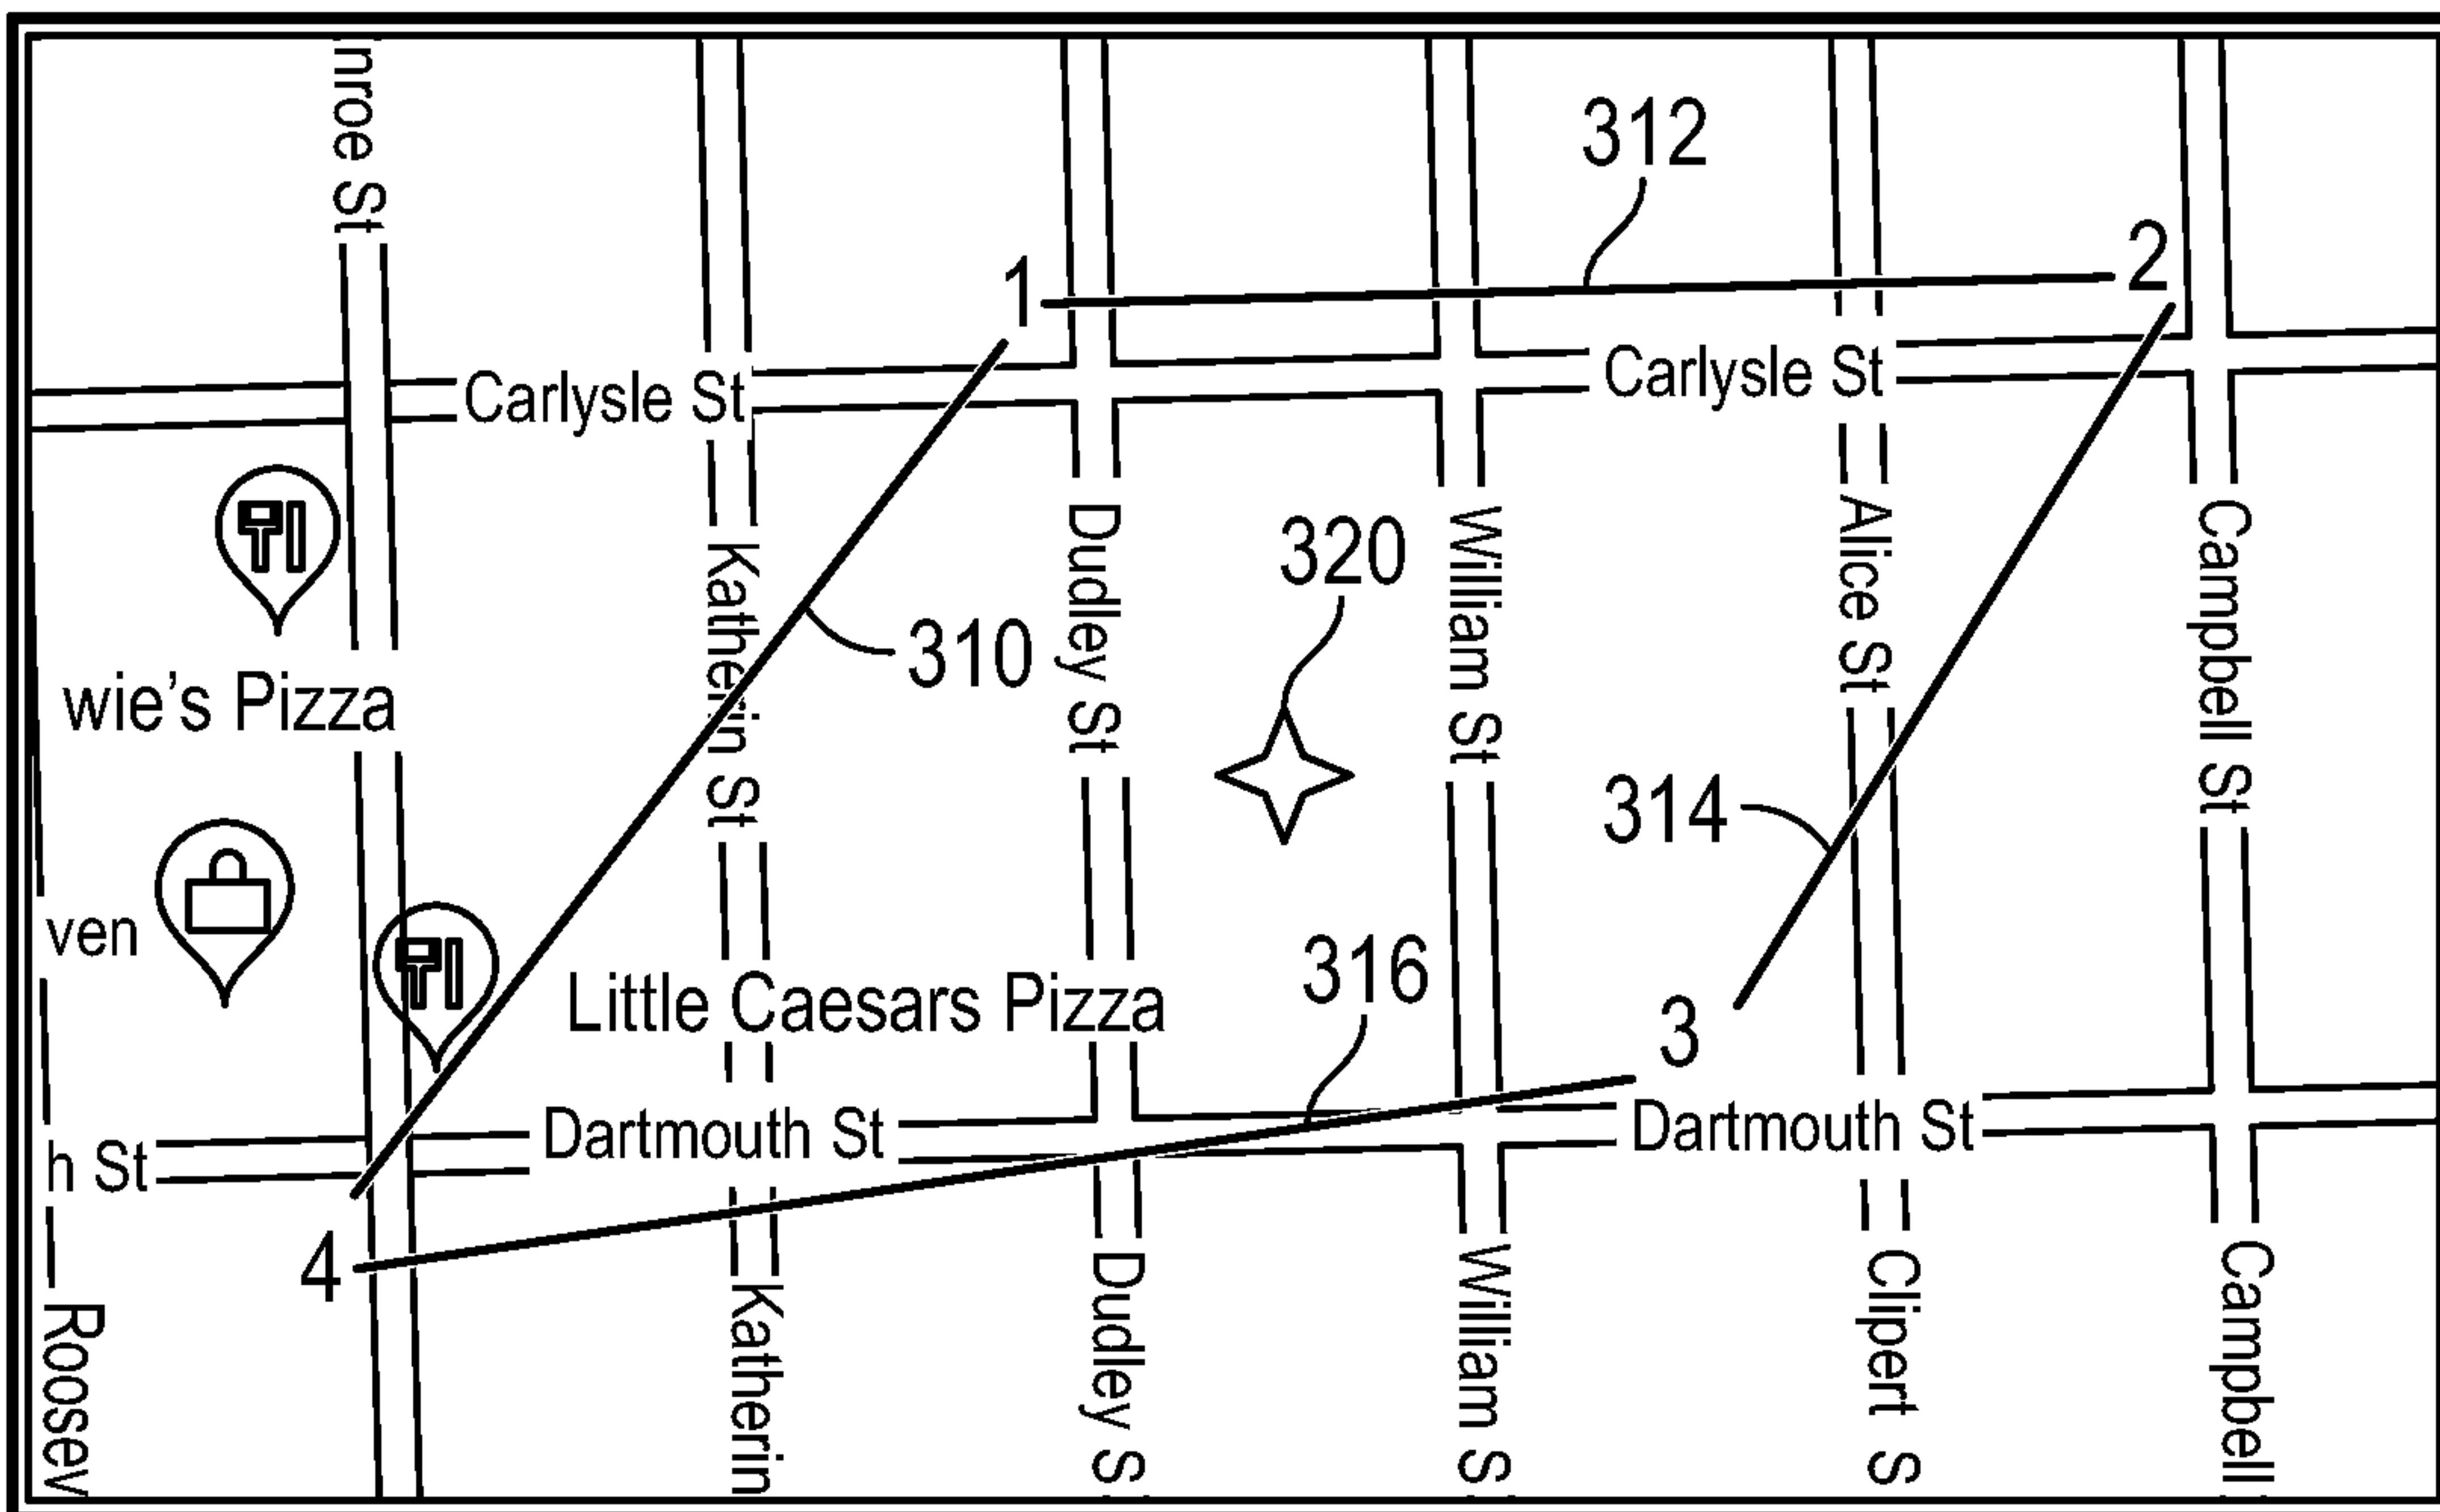 nroe St
312
2
1
Carlysle St
Carlysle St
Katherin St
Dudley St
320
William St
Alice St
Campbell St
310
wie's Pizza
314
ven
316
Little Caesars Pizza
3
h St
Dartmouth St
Dartmouth St
4
Roosev
Katherin
Dudley S
William S
Clipert S
Campbell